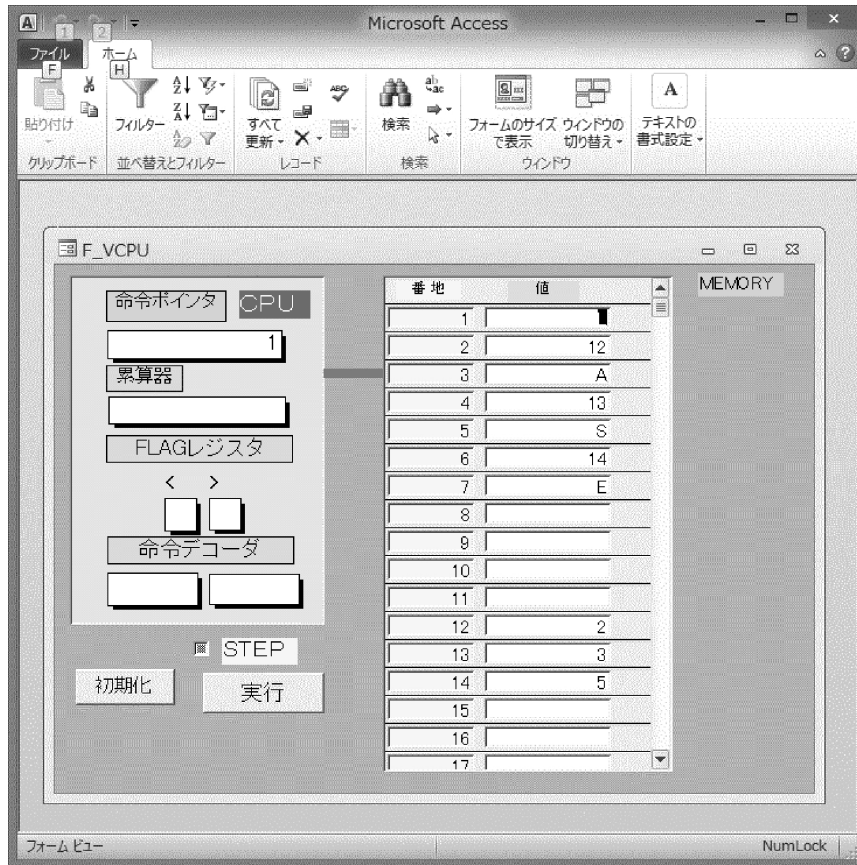 A 1 2 Microsoft Access
ファイル ホーム
F H
貼り付け
フィルター
すべて
更新
ABC
検索
ab
ac
フォームのサイズ
で表示
ウィンドウの
切り替え
A
テキストの
書式設定
クリップボード 並べ替えとフィルター レコード 検索 ウィンドウ
F_VCPU
命令ポインタ CPU
1
累算器
FLAGレジスタ
< >
命令デコーダ
STEP
初期化 実行
番地 値 MEMORY
1
2 12
3 A
4 13
5 S
6 14
7 E
8
9
10
11
12 2
13 3
14 5
15
16
17
フォーム ビュー NumLock